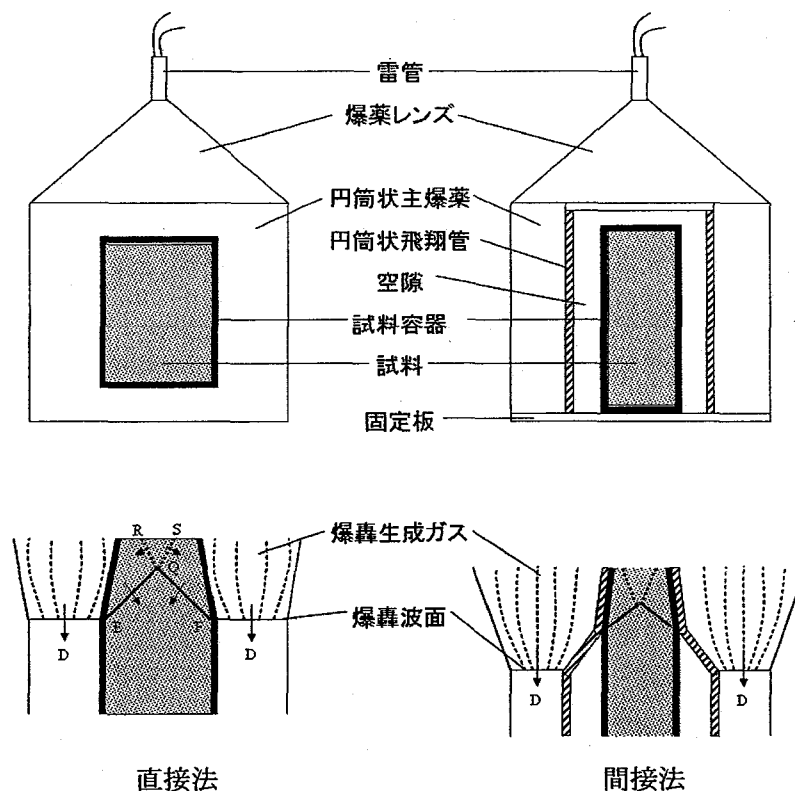 雷管
爆薬レンズ
円筒状主爆薬
円筒状飛翔管
空隙
試料容器
試料
固定板
R S
O
E F
D D
爆轟生成ガス
爆轟波面
D D
直接法
間接法